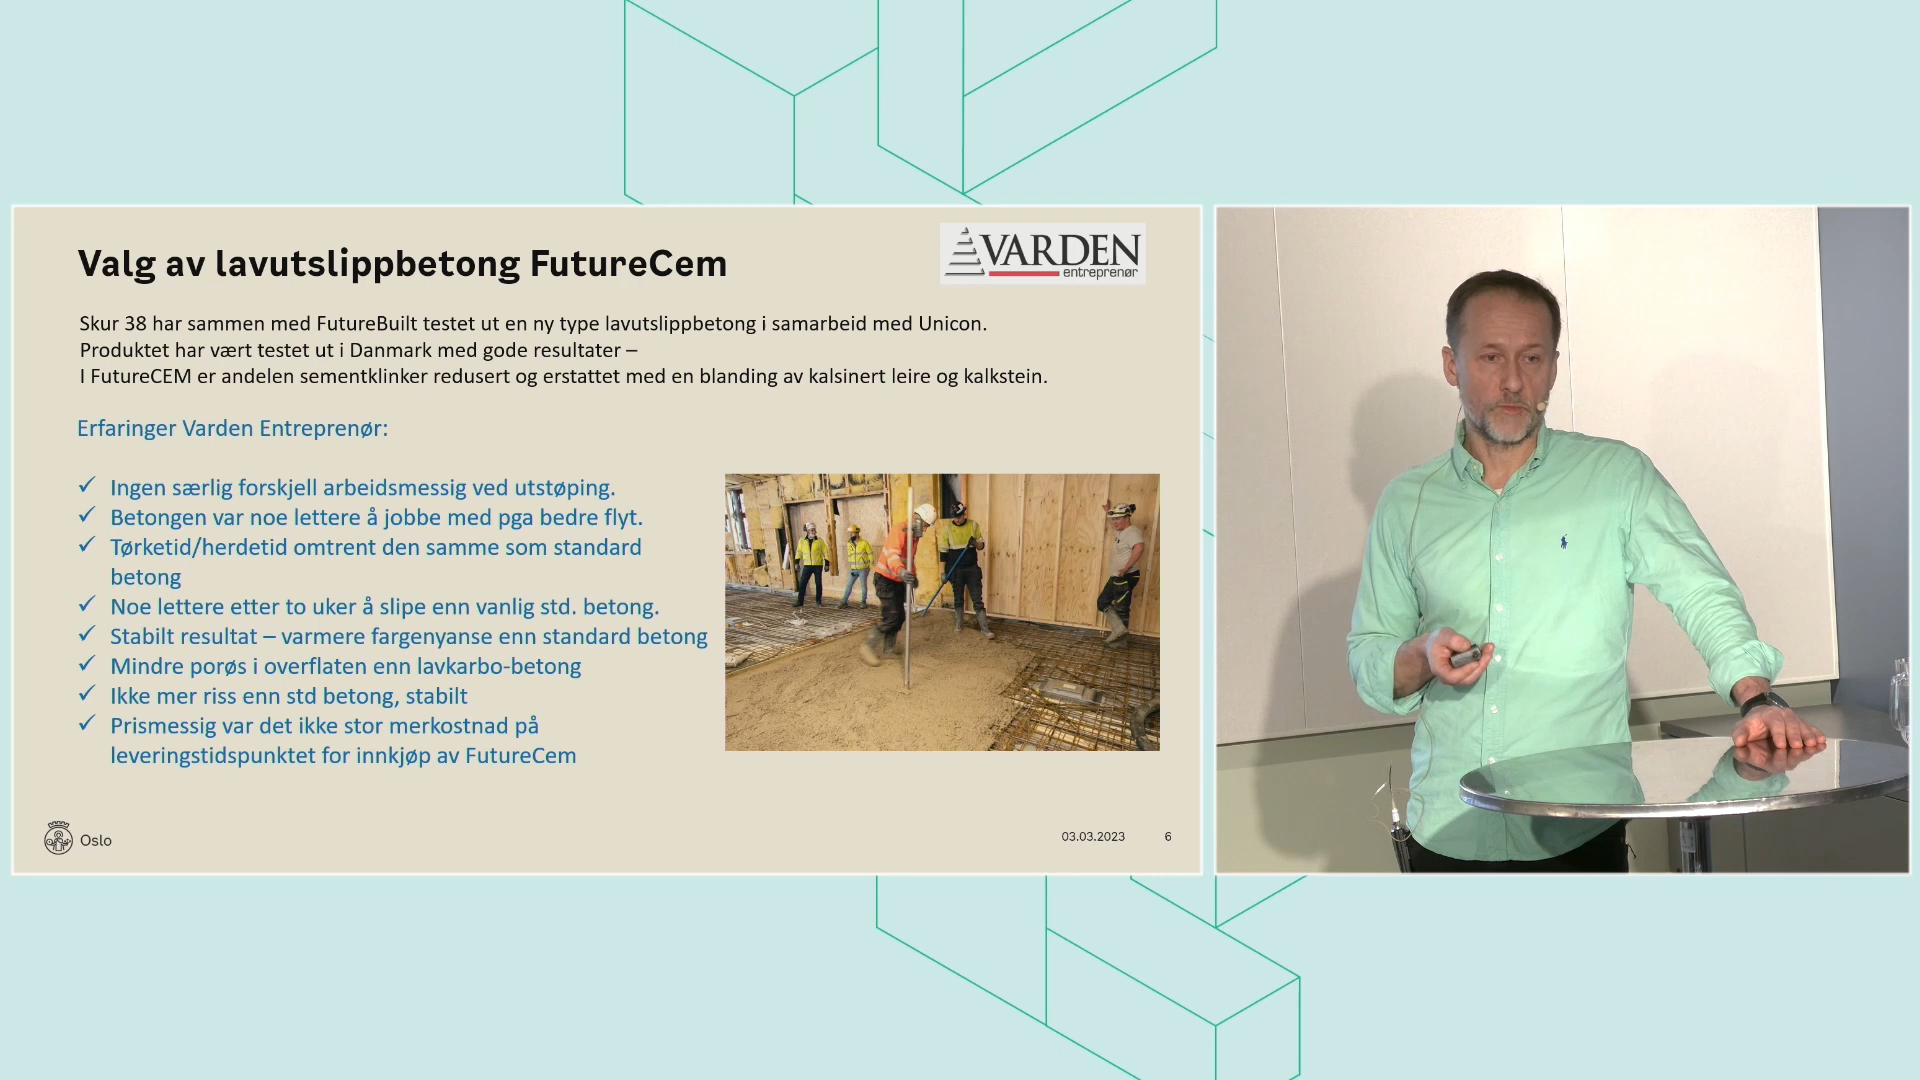 Valg av lavutslippbetong FutureCem
VARDEN
entreprenør
Skur 38 har sammen med FutureBuilt testet ut en ny type lavutslippbetong i samarbeid med Unicon.
Produktet har vært testet ut i Danmark med gode resultater –
I FutureCEM er andelen sementklinker redusert og erstattet med en blanding av kalsinert leire og kalkstein.
Erfaringer Varden Entreprenør:
✓ Ingen særlig forskjell arbeidsmessig ved utstøping.
✓ Betongen var noe lettere å jobbe med pga bedre flyt.
✓ Tørketid/herdetid omtrent den samme som standard
betong
✓ Noe lettere etter to uker å slipe enn vanlig std. betong.
✓ Stabilt resultat – varmere fargenyanse enn standard betong
✓ Mindre porøs i overflaten enn lavkarbo-betong
✓ Ikke mer riss enn std betong, stabilt
✓ Prismessig var det ikke stor merkostnad på
leveringstidspunktet for innkjøp av FutureCem
Oslo
03.03.2023
6